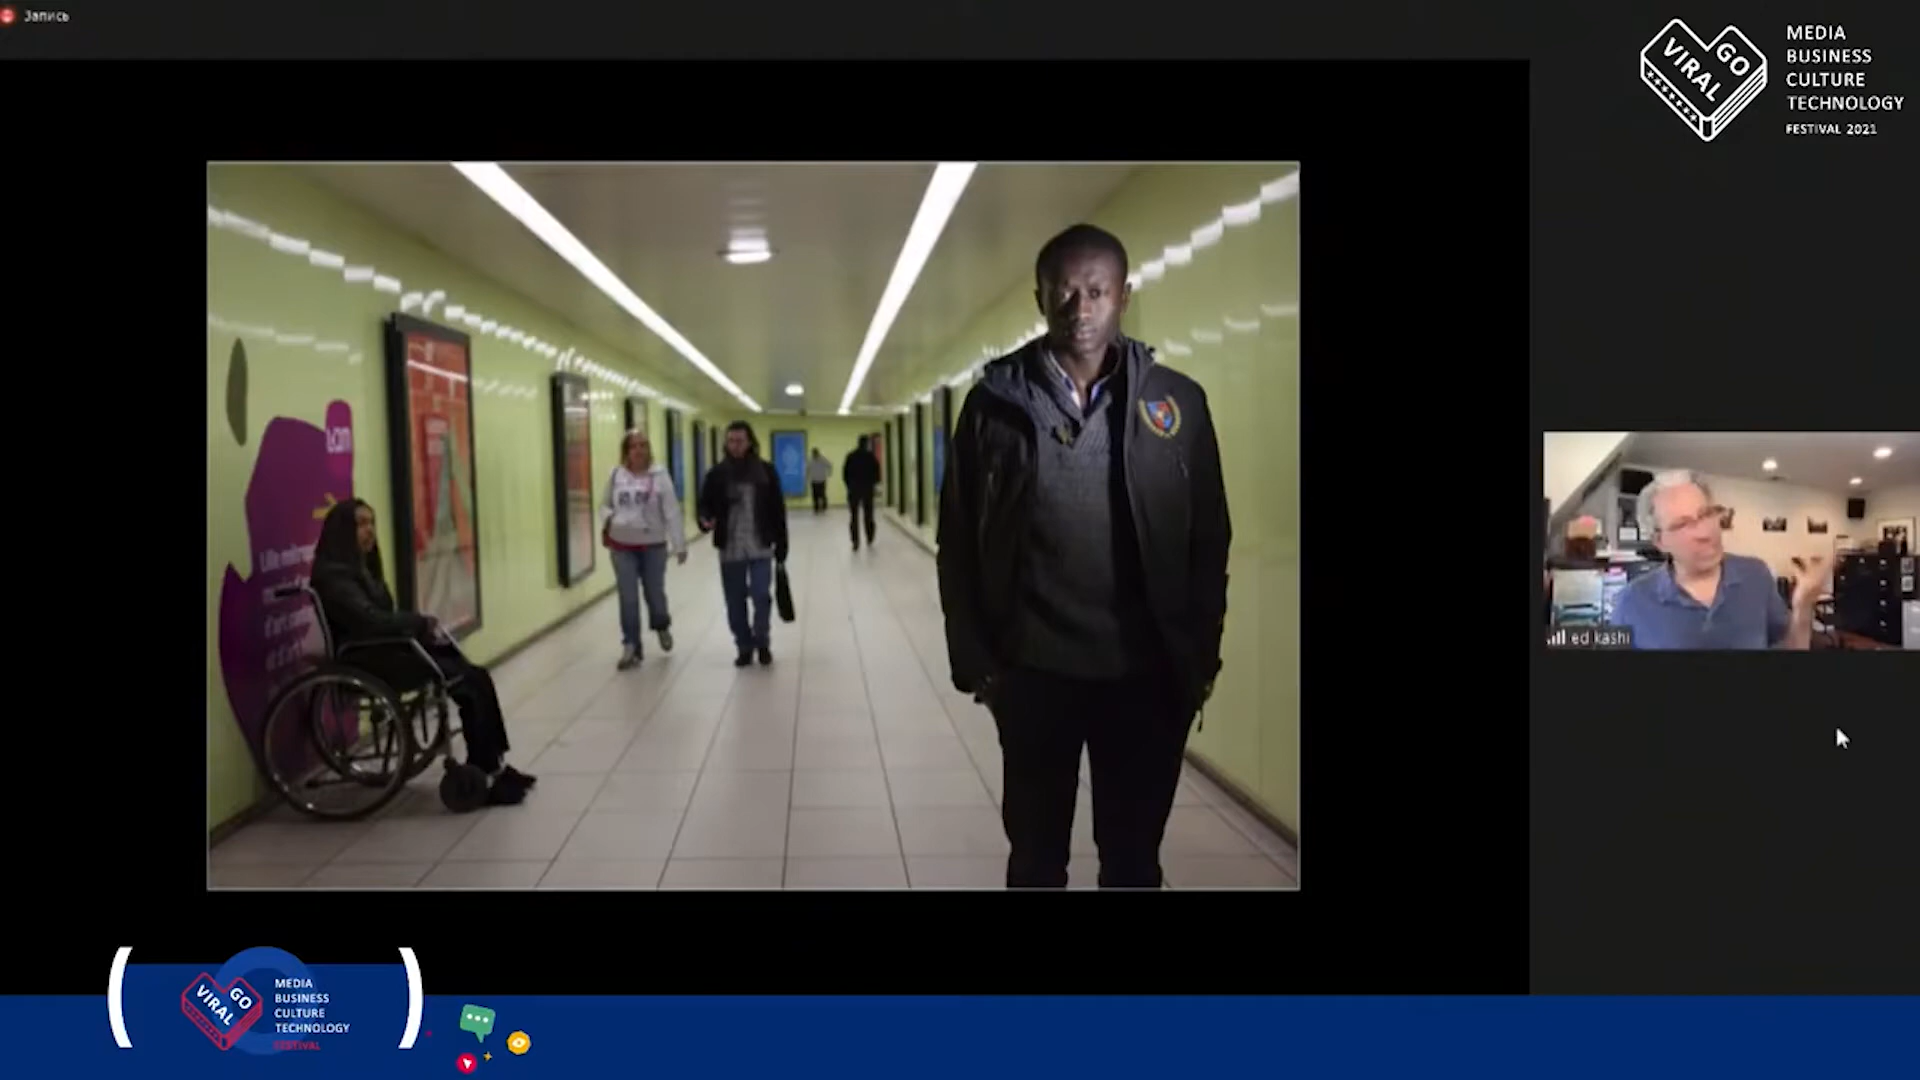 Запись
VIRAL
GO
MEDIA
BUSINESS
CULTURE
TECHNOLOGY
FESTIVAL 2021
ed kashi
VIRAL
GO
MEDIA
BUSINESS
CULTURE
TECHNOLOGY
FESTIVAL